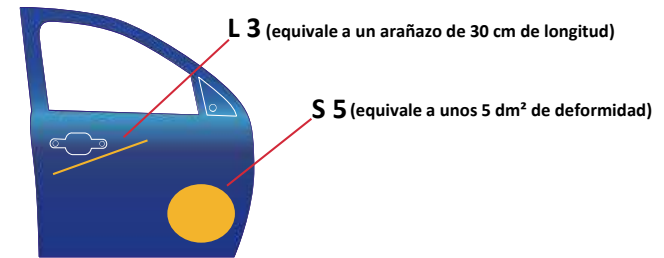 L 3 (equivale a un arañazo de 30 cm de longitud)
S 5 (equivale a unos 5 dm² de deformidad)